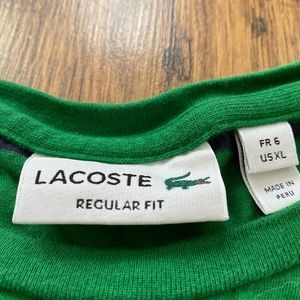 LACOSTE
REGULAR FIT
FR 6
US XL
MADE IN
PERU